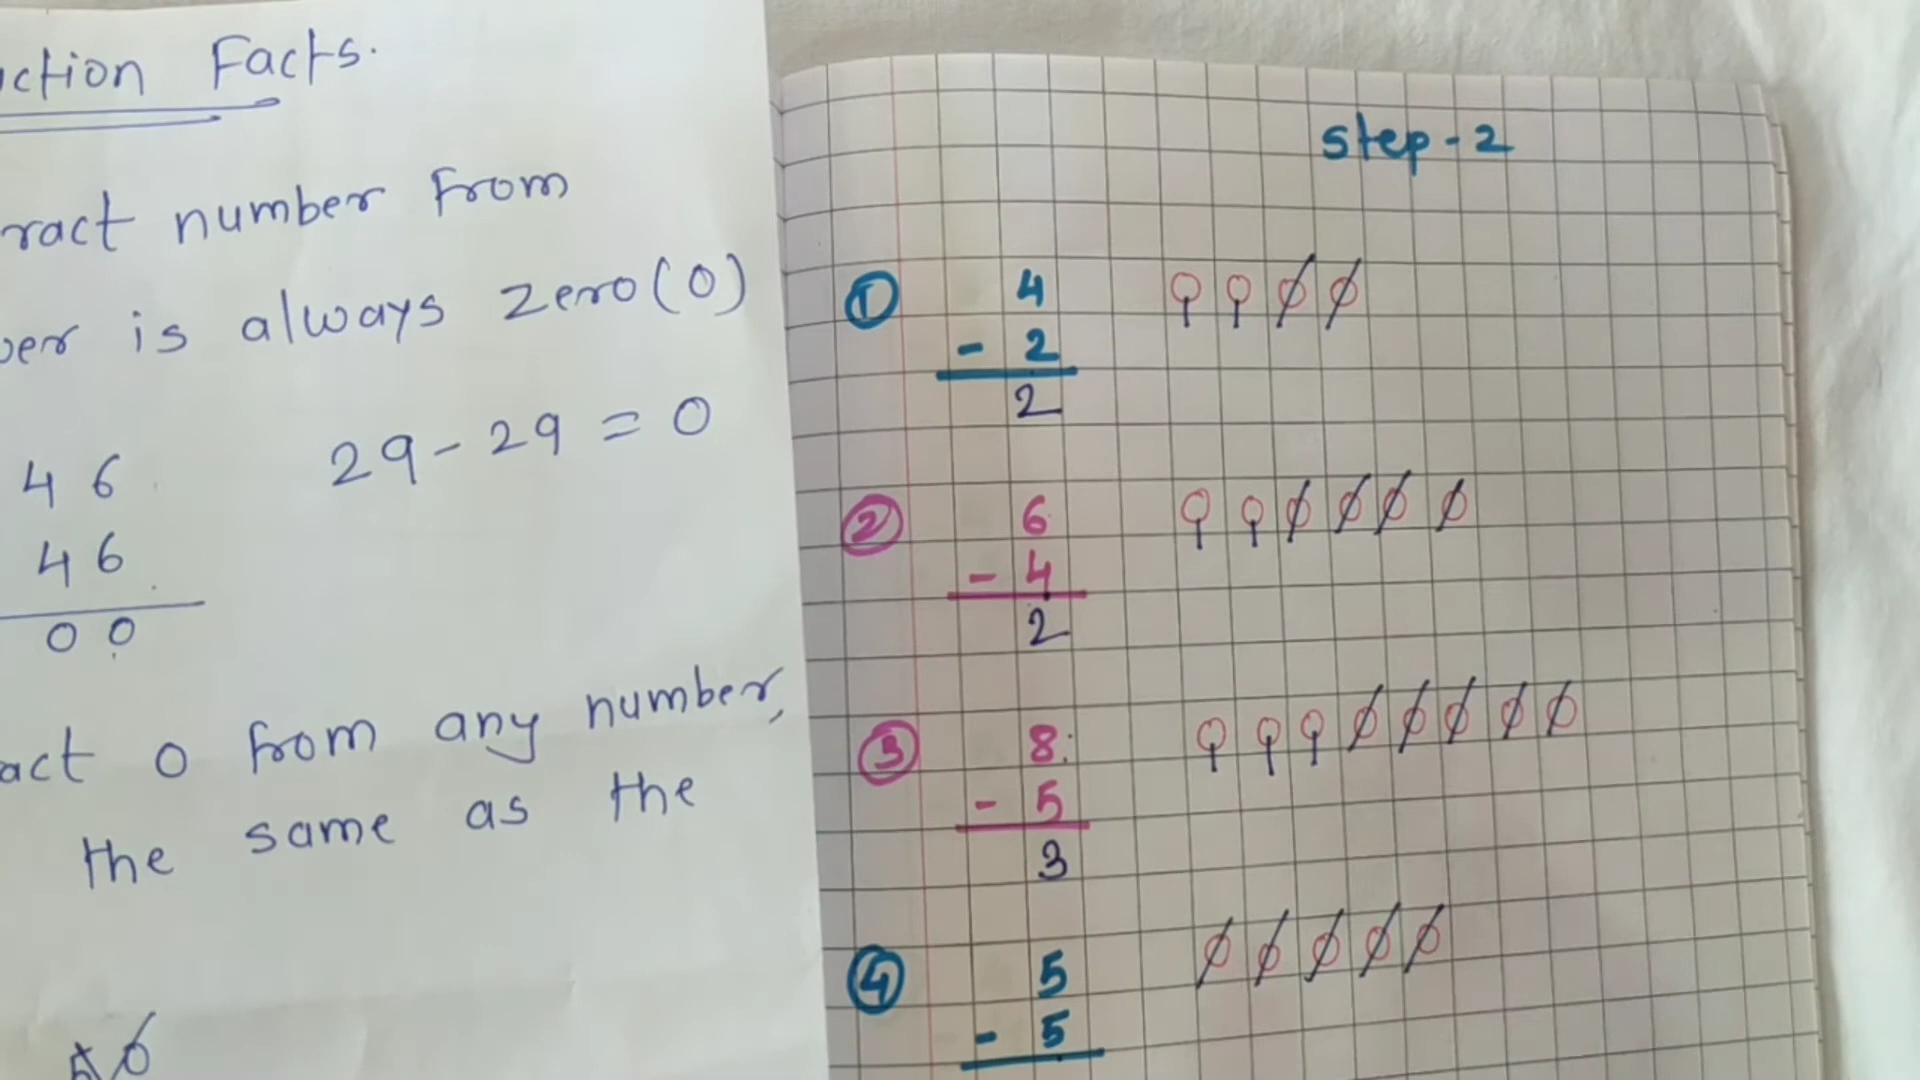 ction Facts.
ract number From
ber is always zero(0)
46
46
00
29-29=0
act 0 from any number,
the same as the
step-2
① 4
- 2
2
② 6
- 4
2
③ 8
- 5
3
④ 5
- 5